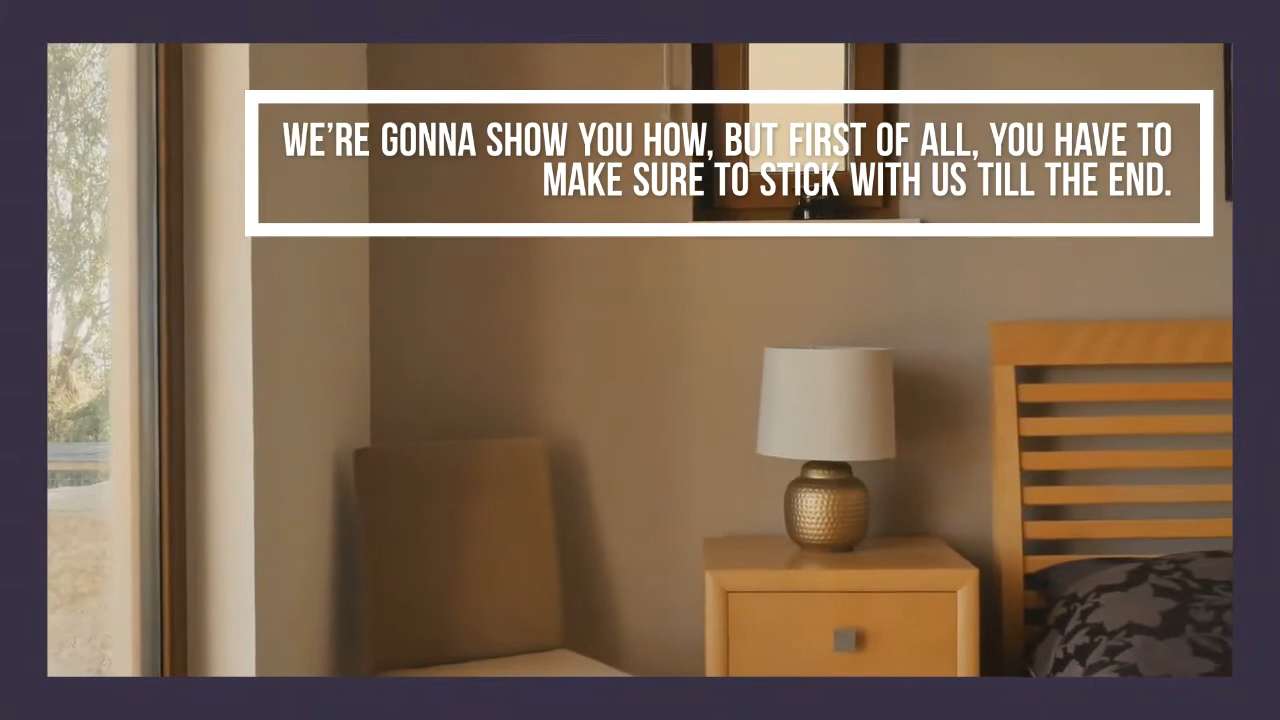 WE'RE GONNA SHOW YOU HOW, BUT FIRST OF ALL, YOU HAVE TO
MAKE SURE TO STICK WITH US TILL THE END.